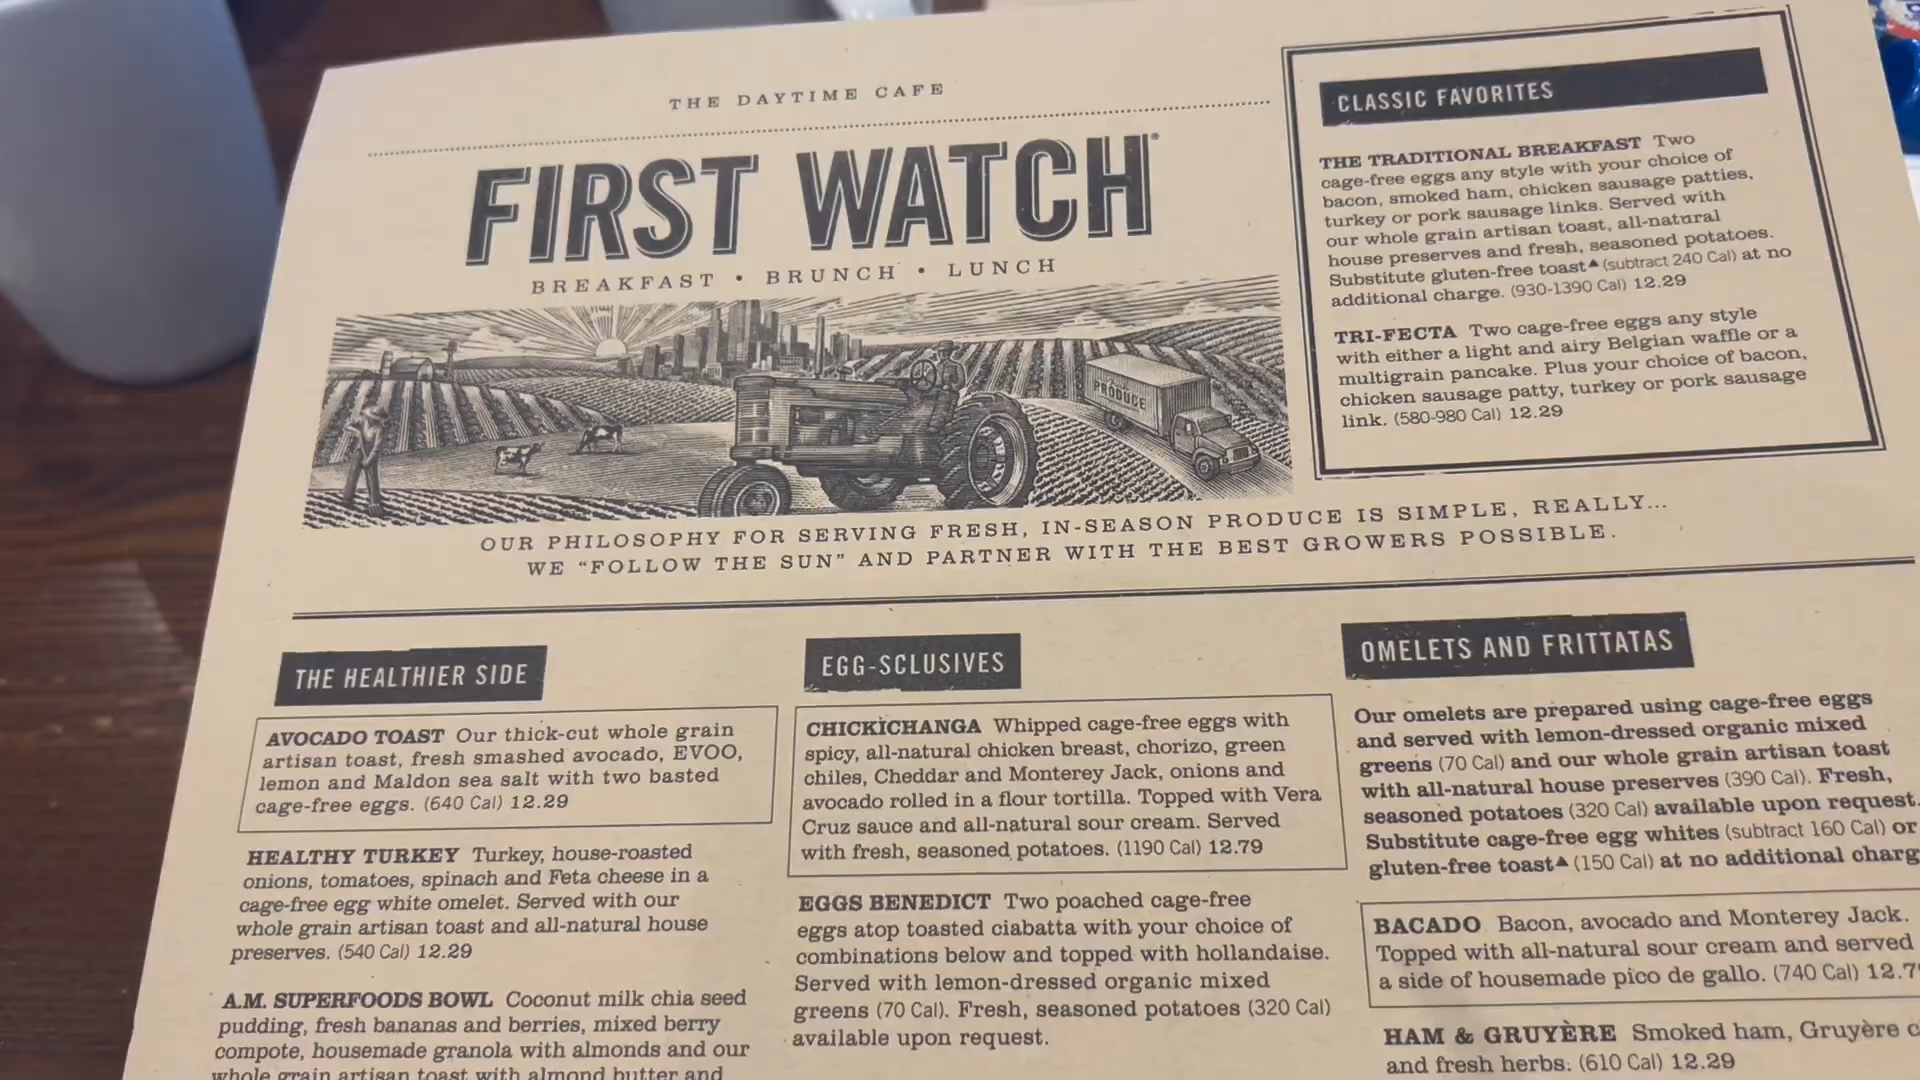 THE DAYTIME CAFE
FIRST WATCH®
BREAKFAST • BRUNCH • LUNCH
PRODUCE
CLASSIC FAVORITES
THE TRADITIONAL BREAKFAST Two
cage-free eggs any style with your choice of
bacon, smoked ham, chicken sausage patties,
turkey or pork sausage links. Served with
our whole grain artisan toast, all-natural
house preserves and fresh, seasoned potatoes.
Substitute gluten-free toast▲ (subtract 240 Cal) at no
additional charge. (930-1390 Cal) 12.29
TRI-FECTA Two cage-free eggs any style
with either a light and airy Belgian waffle or a
multigrain pancake. Plus your choice of bacon,
chicken sausage patty, turkey or pork sausage
link. (580-980 Cal) 12.29
OUR PHILOSOPHY FOR SERVING FRESH, IN-SEASON PRODUCE IS SIMPLE, REALLY...
WE “FOLLOW THE SUN” AND PARTNER WITH THE BEST GROWERS POSSIBLE.
THE HEALTHIER SIDE
AVOCADO TOAST Our thick-cut whole grain
artisan toast, fresh smashed avocado, EVOO,
lemon and Maldon sea salt with two basted
cage-free eggs. (640 Cal) 12.29
HEALTHY TURKEY Turkey, house-roasted
onions, tomatoes, spinach and Feta cheese in a
cage-free egg white omelet. Served with our
whole grain artisan toast and all-natural house
preserves. (540 Cal) 12.29
A.M. SUPERFOODS BOWL Coconut milk chia seed
pudding, fresh bananas and berries, mixed berry
compote, housemade granola with almonds and our
whole grain artisan toast with almond butter and
EGG-SCLUSIVES
CHICKICHANGA Whipped cage-free eggs with
spicy, all-natural chicken breast, chorizo, green
chiles, Cheddar and Monterey Jack, onions and
avocado rolled in a flour tortilla. Topped with Vera
Cruz sauce and all-natural sour cream. Served
with fresh, seasoned potatoes. (1190 Cal) 12.79
EGGS BENEDICT Two poached cage-free
eggs atop toasted ciabatta with your choice of
combinations below and topped with hollandaise.
Served with lemon-dressed organic mixed
greens (70 Cal). Fresh, seasoned potatoes (320 Cal)
available upon request.
OMELETS AND FRITTATAS
Our omelets are prepared using cage-free eggs
and served with lemon-dressed organic mixed
greens (70 Cal) and our whole grain artisan toast
with all-natural house preserves (390 Cal). Fresh,
seasoned potatoes (320 Cal) available upon request.
Substitute cage-free egg whites (subtract 160 Cal) or
gluten-free toast▲ (150 Cal) at no additional charg
BACADO Bacon, avocado and Monterey Jack.
Topped with all-natural sour cream and served
a side of housemade pico de gallo. (740 Cal) 12.7
HAM & GRUYÈRE Smoked ham, Gruyère c
and fresh herbs. (610 Cal) 12.29